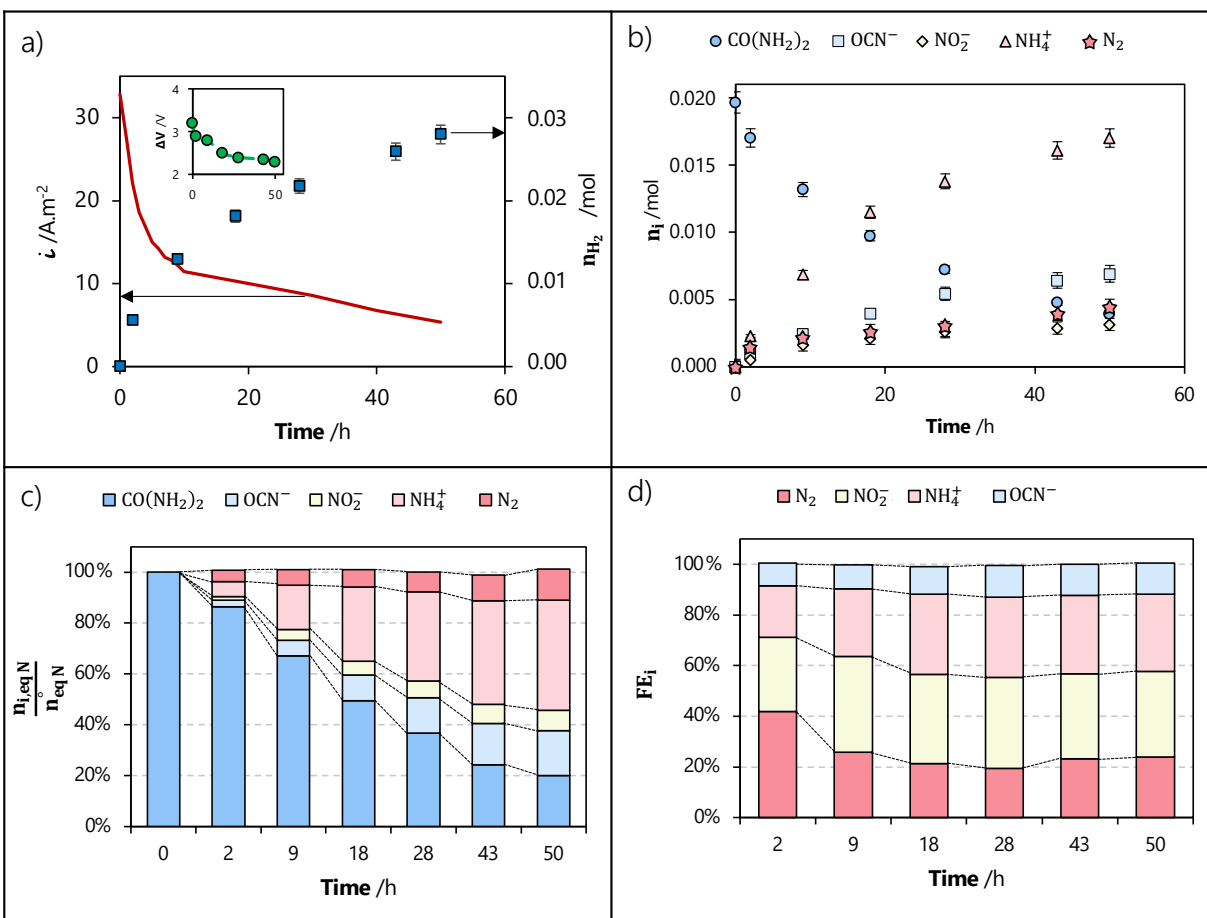 a)
𝒾 /A.m⁻²
30
20
10
0
ΔV /V
4
3
2
0 50
0.03
0.02
0.01
0.00
n_H₂ /mol
0 20 40 60
Time /h
b)
CO(NH₂)₂ OCN⁻ NO₂⁻ NH₄⁺ N₂
nᵢ /mol
0.020
0.015
0.010
0.005
0.000
0 20 40 60
Time /h
c)
CO(NH₂)₂ OCN⁻ NO₂⁻ NH₄⁺ N₂
n_i,eq N
n°_eq N
100%
80%
60%
40%
20%
0%
0 2 9 18 28 43 50
Time /h
d)
N₂ NO₂⁻ NH₄⁺ OCN⁻
FEᵢ
100%
80%
60%
40%
20%
0%
2 9 18 28 43 50
Time /h